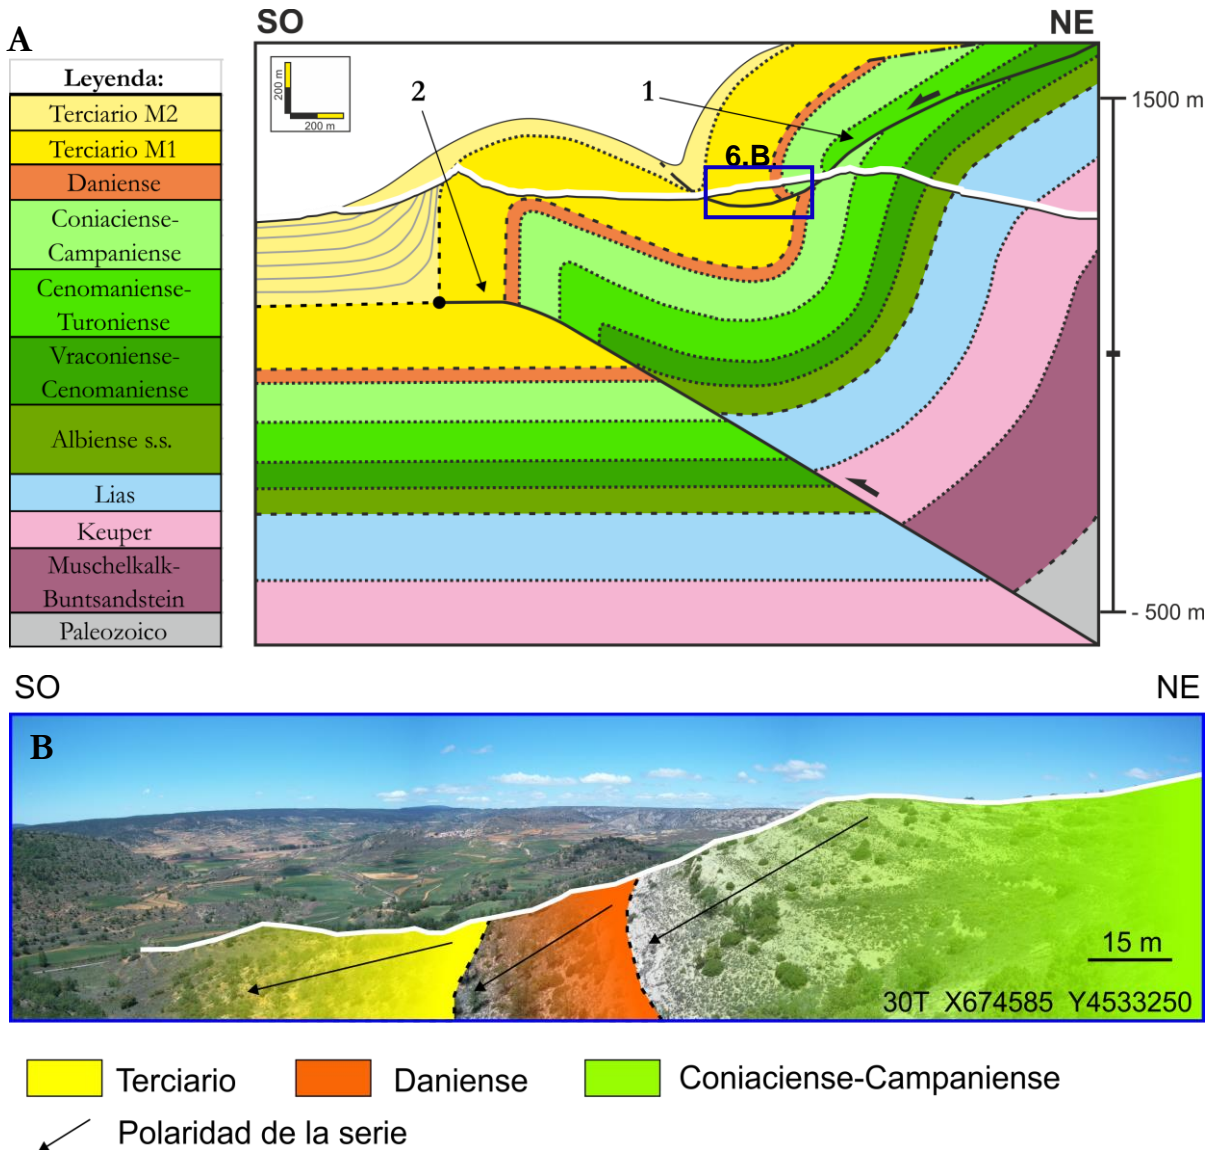 SO
NE
A
Leyenda:
Terciario M2
Terciario M1
Daniense
Coniaciense-
Campaniense
Cenomaniense-
Turoniense
Vraconiense-
Cenomaniense
Albiense s.s.
Lias
Keuper
Muschelkalk-
Buntsandstein
Paleozoico
200 m
200 m
2
1
6.B
1500 m
- 500 m
SO
NE
B
15 m
30T X674585 Y4533250
Terciario
Daniense
Coniaciense-Campaniense
Polaridad de la serie